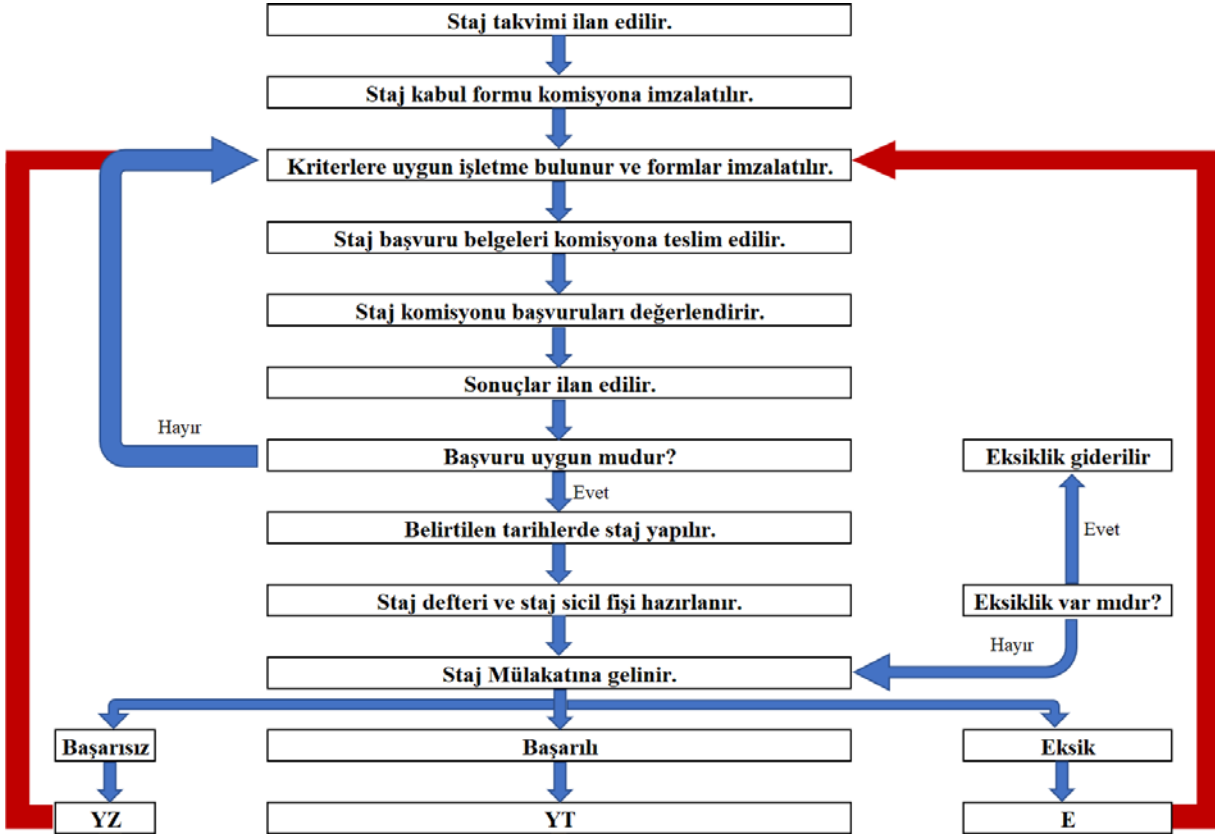 Staj takvimi ilan edilir.
Staj kabul formu komisyona imzalatılır.
Kriterlere uygun işletme bulunur ve formlar imzalatılır.
Staj başvuru belgeleri komisyona teslim edilir.
Staj komisyonu başvuruları değerlendirir.
Sonuçlar ilan edilir.
Hayır
Başvuru uygun mudur?
Eksiklik giderilir
Evet
Belirtilen tarihlerde staj yapılır.
Evet
Staj defteri ve staj sicil fişi hazırlanır.
Eksiklik var mıdır?
Hayır
Staj Mülakatına gelinir.
Başarısız
Başarılı
Eksik
YZ
YT
E